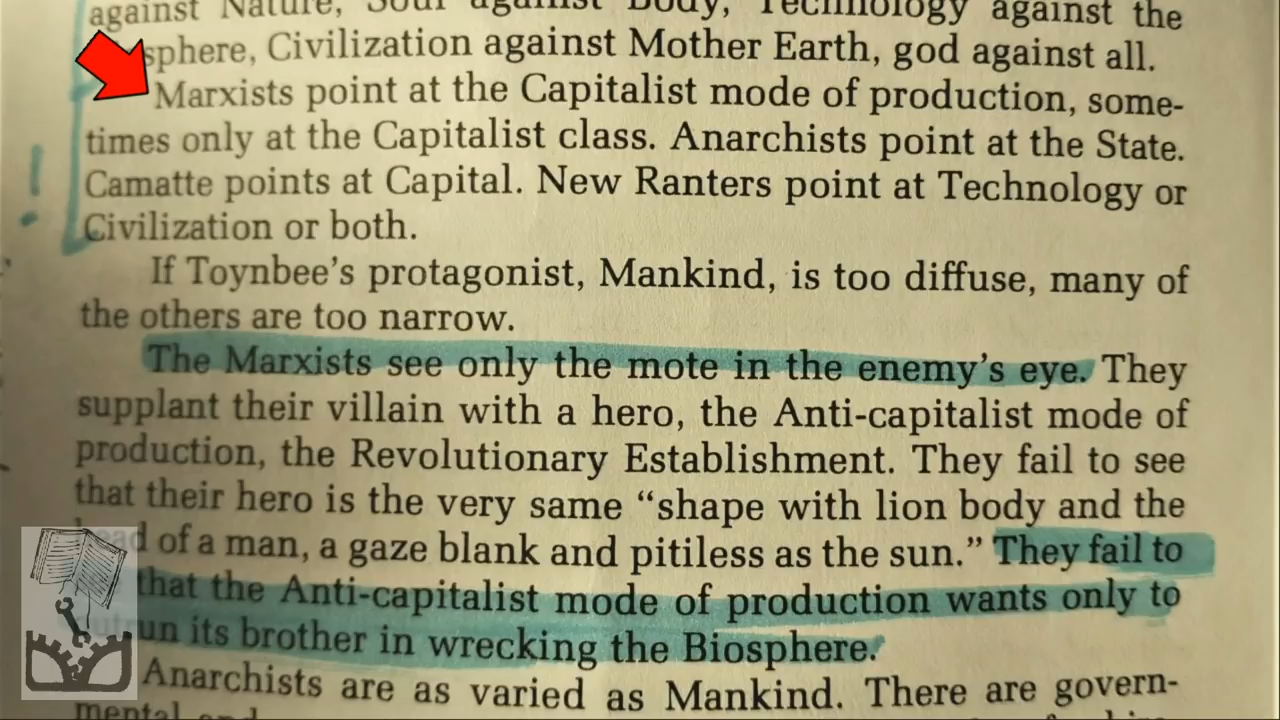 against Nature, Soul against Body, Technology against the
sphere, Civilization against Mother Earth, god against all.
Marxists point at the Capitalist mode of production, some-
times only at the Capitalist class. Anarchists point at the State.
Camatte points at Capital. New Ranters point at Technology or
Civilization or both.
If Toynbee's protagonist, Mankind, is too diffuse, many of
the others are too narrow.
The Marxists see only the mote in the enemy's eye. They
supplant their villain with a hero, the Anti-capitalist mode of
production, the Revolutionary Establishment. They fail to see
that their hero is the very same “shape with lion body and the
head of a man, a gaze blank and pitiless as the sun.” They fail to
that the Anti-capitalist mode of production wants only to
outrun its brother in wrecking the Biosphere.
Anarchists are as varied as Mankind. There are govern-
mental and